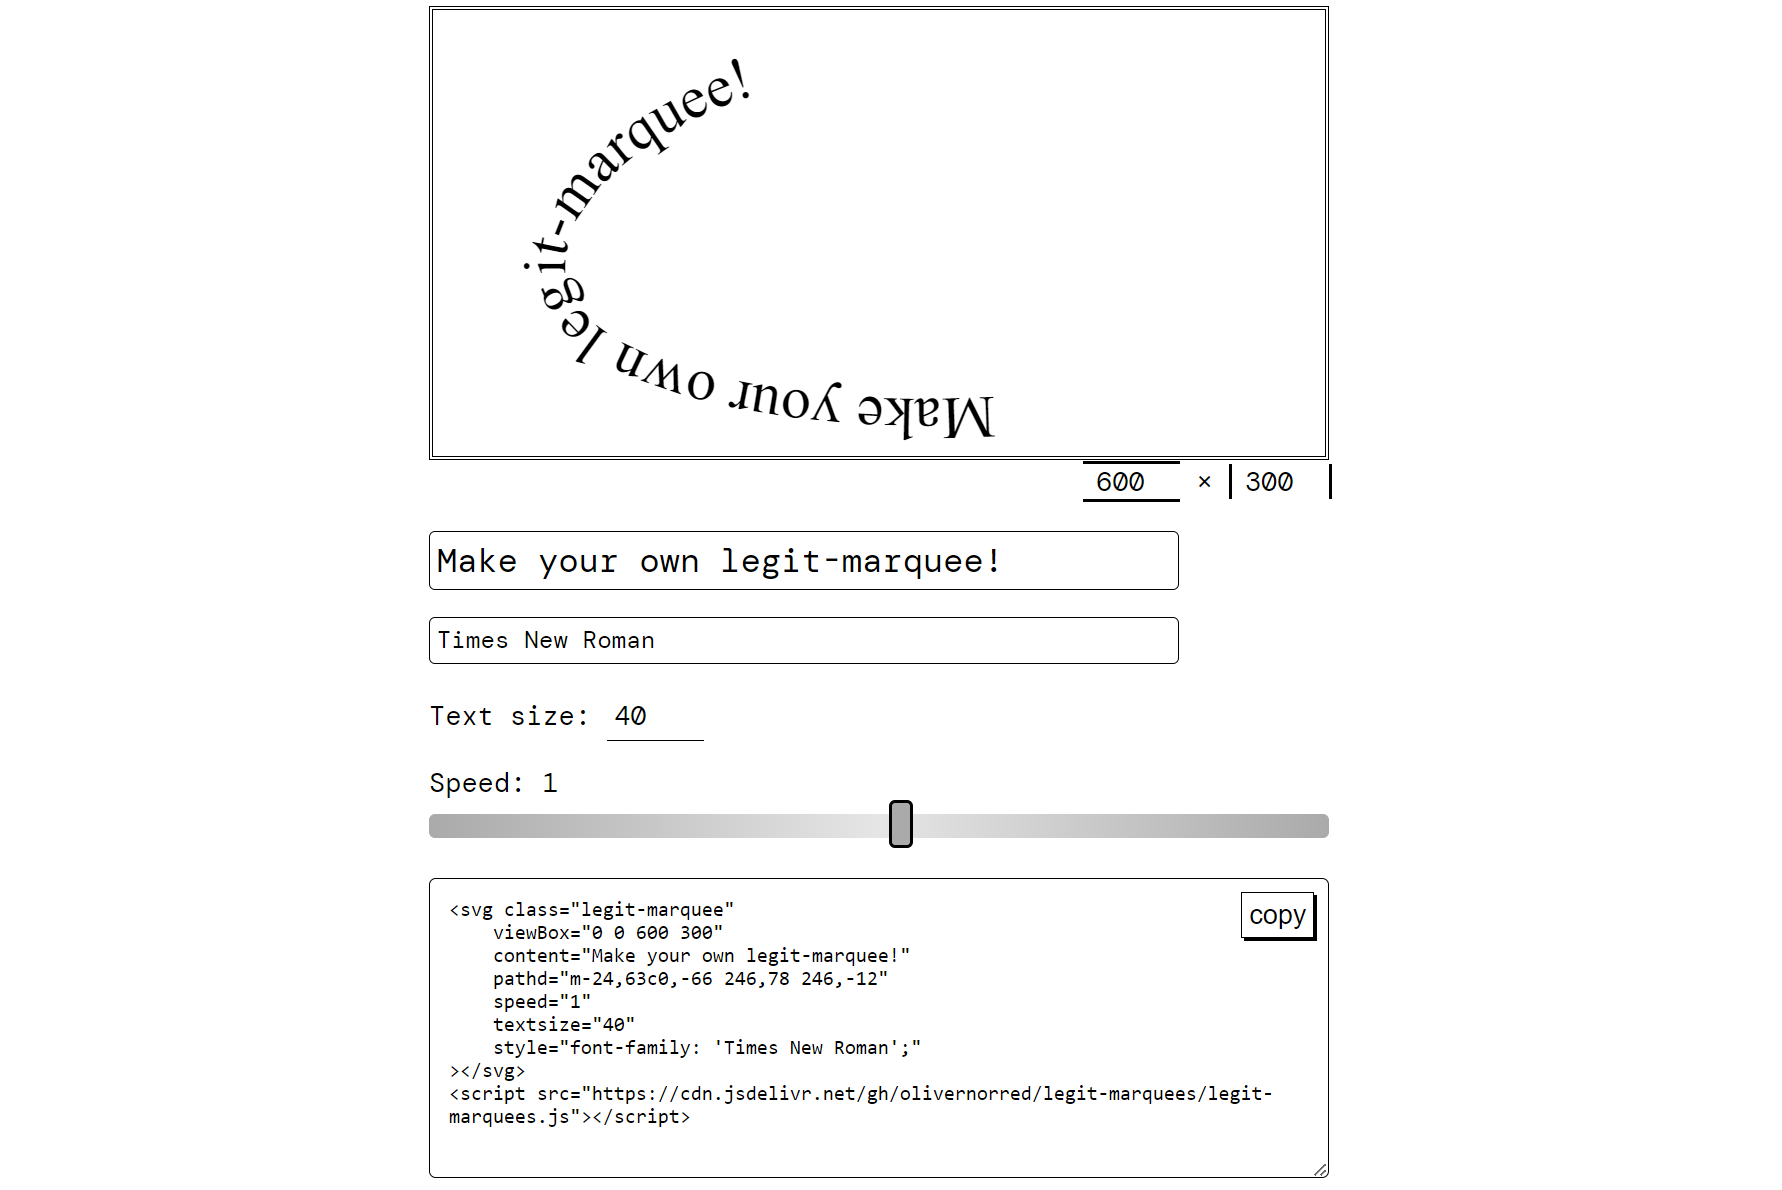 Make your own legit-marquee!
600 × 300
Make your own legit-marquee!
Times New Roman
Text size: 40
Speed: 1
copy
<svg class="legit-marquee"
    viewBox="0 0 600 300"
    content="Make your own legit-marquee!"
    pathd="m-24,63c0,-66 246,78 246,-12"
    speed="1"
    textsize="40"
    style="font-family: 'Times New Roman';"
></svg>
<script src="https://cdn.jsdelivr.net/gh/olivernorred/legit-marquees/legit-
marquees.js"></script>